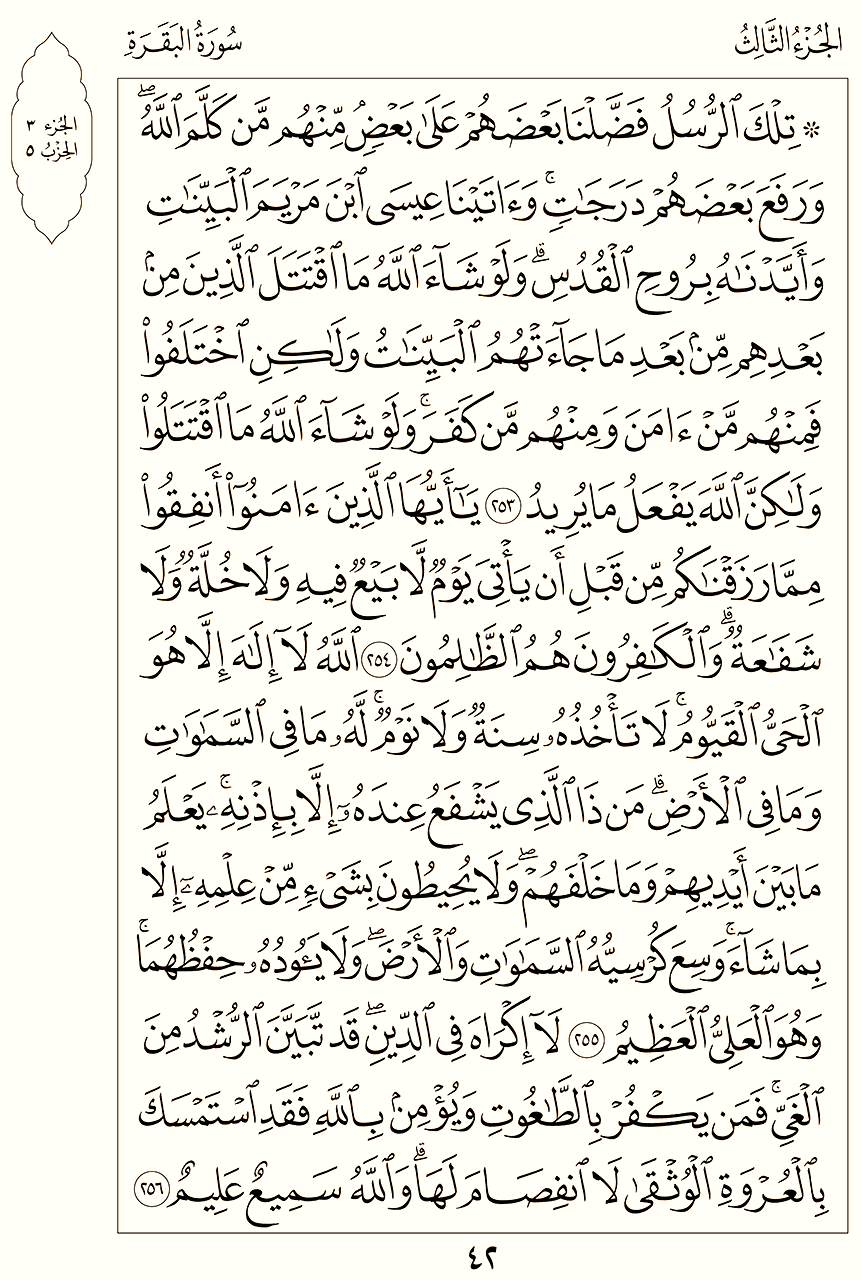 الجُزْءُ الثَّالِثُ
سُورَةُ البَقَرَةِ
الجُزء ٣
الحِزْبُ ٥
۞ تِلْكَ ٱلرُّسُلُ فَضَّلْنَا بَعْضَهُمْ عَلَىٰ بَعْضٍۢ مِّنْهُم مَّن كَلَّمَ ٱللَّهُۖ
وَرَفَعَ بَعْضَهُمْ دَرَجَٰتٍۚ وَءَاتَيْنَا عِيسَى ٱبْنَ مَرْيَمَ ٱلْبَيِّنَٰتِ
وَأَيَّدْنَٰهُ بِرُوحِ ٱلْقُدُسِۗ وَلَوْ شَآءَ ٱللَّهُ مَا ٱقْتَتَلَ ٱلَّذِينَ مِنۢ
بَعْدِهِم مِّنۢ بَعْدِ مَا جَآءَتْهُمُ ٱلْبَيِّنَٰتُ وَلَٰكِنِ ٱخْتَلَفُوا۟
فَمِنْهُم مَّنْ ءَامَنَ وَمِنْهُم مَّن كَفَرَۚ وَلَوْ شَآءَ ٱللَّهُ مَا ٱقْتَتَلُوا۟
وَلَٰكِنَّ ٱللَّهَ يَفْعَلُ مَا يُرِيدُ ٢٥٣ يَٰٓأَيُّهَا ٱلَّذِينَ ءَامَنُوٓا۟ أَنفِقُوا۟
مِمَّا رَزَقْنَٰكُم مِّن قَبْلِ أَن يَأْتِىَ يَوْمٌۭ لَّا بَيْعٌۭ فِيهِ وَلَا خُلَّةٌۭ وَلَا
شَفَٰعَةٌۭۗ وَٱلْكَٰفِرُونَ هُمُ ٱلظَّٰلِمُونَ ٢٥٤ ٱللَّهُ لَآ إِلَٰهَ إِلَّا هُوَ
ٱلْحَىُّ ٱلْقَيُّومُۚ لَا تَأْخُذُهُۥ سِنَةٌۭ وَلَا نَوْمٌۭۚ لَّهُۥ مَا فِى ٱلسَّمَٰوَٰتِ
وَمَا فِى ٱلْأَرْضِۗ مَن ذَا ٱلَّذِى يَشْفَعُ عِندَهُۥٓ إِلَّا بِإِذْنِهِۦۚ يَعْلَمُ
مَا بَيْنَ أَيْدِيهِمْ وَمَا خَلْفَهُمْۖ وَلَا يُحِيطُونَ بِشَىْءٍۢ مِّنْ عِلْمِهِۦٓ إِلَّا
بِمَا شَآءَۚ وَسِعَ كُرْسِيُّهُ ٱلسَّمَٰوَٰتِ وَٱلْأَرْضَۖ وَلَا يَـُٔودُهُۥ حِفْظُهُمَاۚ
وَهُوَ ٱلْعَلِىُّ ٱلْعَظِيمُ ٢٥٥ لَآ إِكْرَاهَ فِى ٱلدِّينِۖ قَد تَّبَيَّنَ ٱلرُّشْدُ مِنَ
ٱلْغَىِّۚ فَمَن يَكْفُرْ بِٱلطَّٰغُوتِ وَيُؤْمِنۢ بِٱللَّهِ فَقَدِ ٱسْتَمْسَكَ
بِٱلْعُرْوَةِ ٱلْوُثْقَىٰ لَا ٱنفِصَامَ لَهَاۗ وَٱللَّهُ سَمِيعٌ عَلِيمٌ ٢٥٦
٤٢